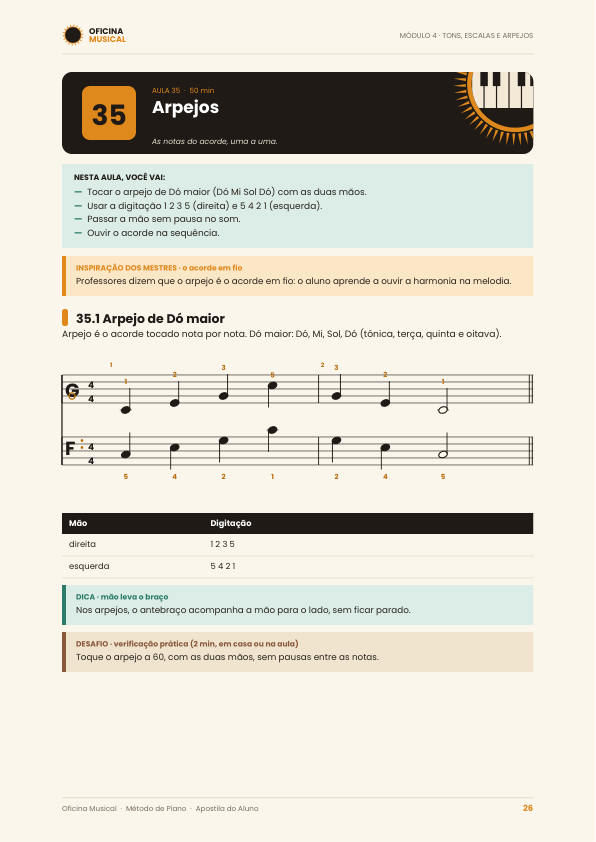 OFICINA
MUSICAL
MÓDULO 4 · TONS, ESCALAS E ARPEJOS
35
AULA 35 · 50 min
Arpejos
As notas do acorde, uma a uma.
NESTA AULA, VOCÊ VAI:
— Tocar o arpejo de Dó maior (Dó Mi Sol Dó) com as duas mãos.
— Usar a digitação 1 2 3 5 (direita) e 5 4 2 1 (esquerda).
— Passar a mão sem pausa no som.
— Ouvir o acorde na sequência.
INSPIRAÇÃO DOS MESTRES · o acorde em fio
Professores dizem que o arpejo é o acorde em fio: o aluno aprende a ouvir a harmonia na melodia.
35.1 Arpejo de Dó maior
Arpejo é o acorde tocado nota por nota. Dó maior: Dó, Mi, Sol, Dó (tônica, terça, quinta e oitava).
1 2
1 2 3 5 3 2 1
G 4 4
F 4 4
5 4 2 1 2 4 5
Mão Digitação
direita 1 2 3 5
esquerda 5 4 2 1
DICA · mão leva o braço
Nos arpejos, o antebraço acompanha a mão para o lado, sem ficar parado.
DESAFIO · verificação prática (2 min, em casa ou na aula)
Toque o arpejo a 60, com as duas mãos, sem pausas entre as notas.
Oficina Musical · Método de Piano · Apostila do Aluno
26